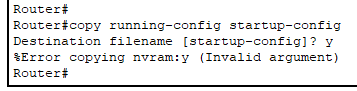 Router#
Router#copy running-config startup-config
Destination filename [startup-config]? y
%Error copying nvram:y (Invalid argument)
Router#